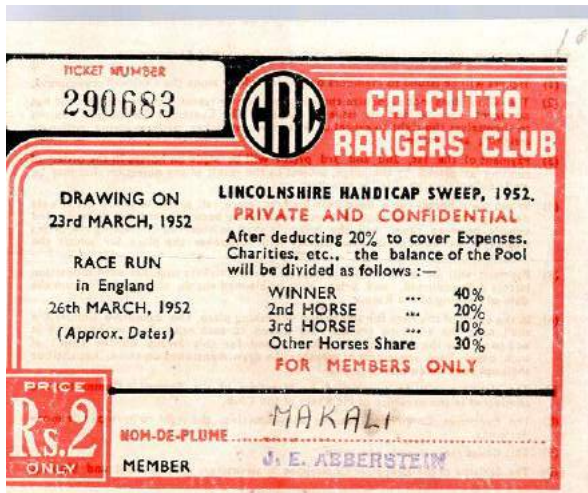 TICKET NUMBER
290683
CRC
CALCUTTA
RANGERS CLUB
DRAWING ON
23rd MARCH, 1952
RACE RUN
in England
26th MARCH, 1952
(Approx. Dates)
LINCOLNSHIRE HANDICAP SWEEP, 1952.
PRIVATE AND CONFIDENTIAL
After deducting 20% to cover Expenses,
Charities, etc., the balance of the Pool
will be divided as follows :—
WINNER ... 40%
2nd HORSE ... 20%
3rd HORSE ... 10%
Other Horses Share 30%
FOR MEMBERS ONLY
PRICE
Rs.2
ONLY
NOM-DE-PLUME MAKALI
MEMBER J. E. ABBERSTEIN